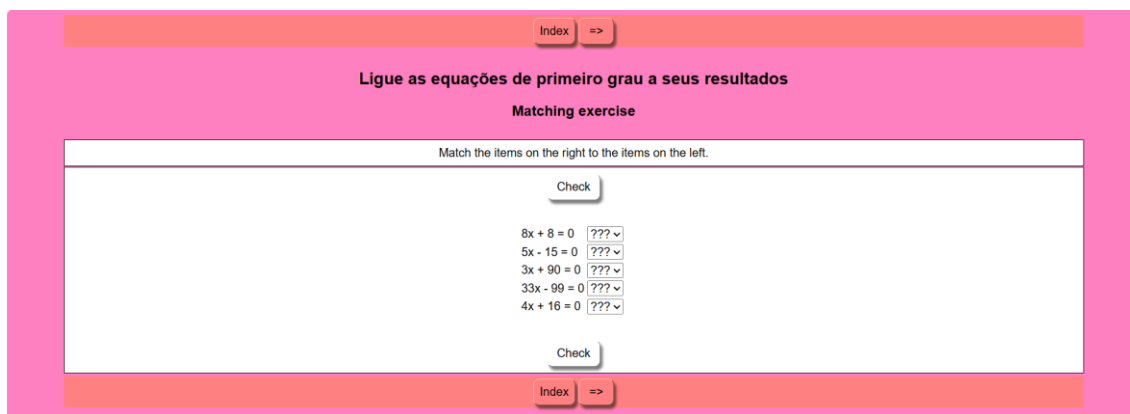 Index =>
Ligue as equações de primeiro grau a seus resultados
Matching exercise
Match the items on the right to the items on the left.
Check
8x + 8 = 0 ???
5x - 15 = 0 ???
3x + 90 = 0 ???
33x - 99 = 0 ???
4x + 16 = 0 ???
Check
Index =>